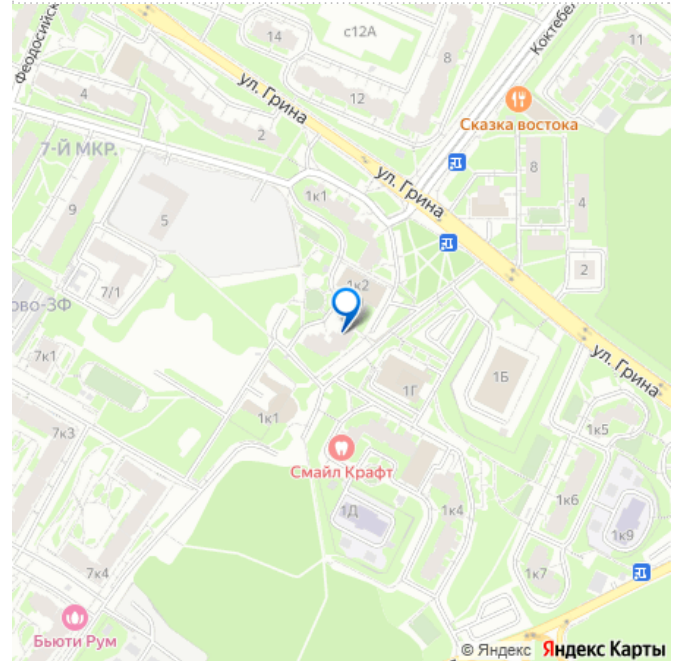 Феодосийск
14
с12А
8
Коктебел
11
4
ул. Грина
12
Сказка востока
2
7-Й МКР.
ул. Грина
8
9
5
1к1
4
7/1
1к2
2
ово-3Ф
7к1
ул. Грина
1Г
1Б
1к1
1к5
7к3
Смайл Крафт
1к6
1Д
1к4
1к9
7к4
1к7
Бьюти Рум
© Яндекс Яндекс Карты